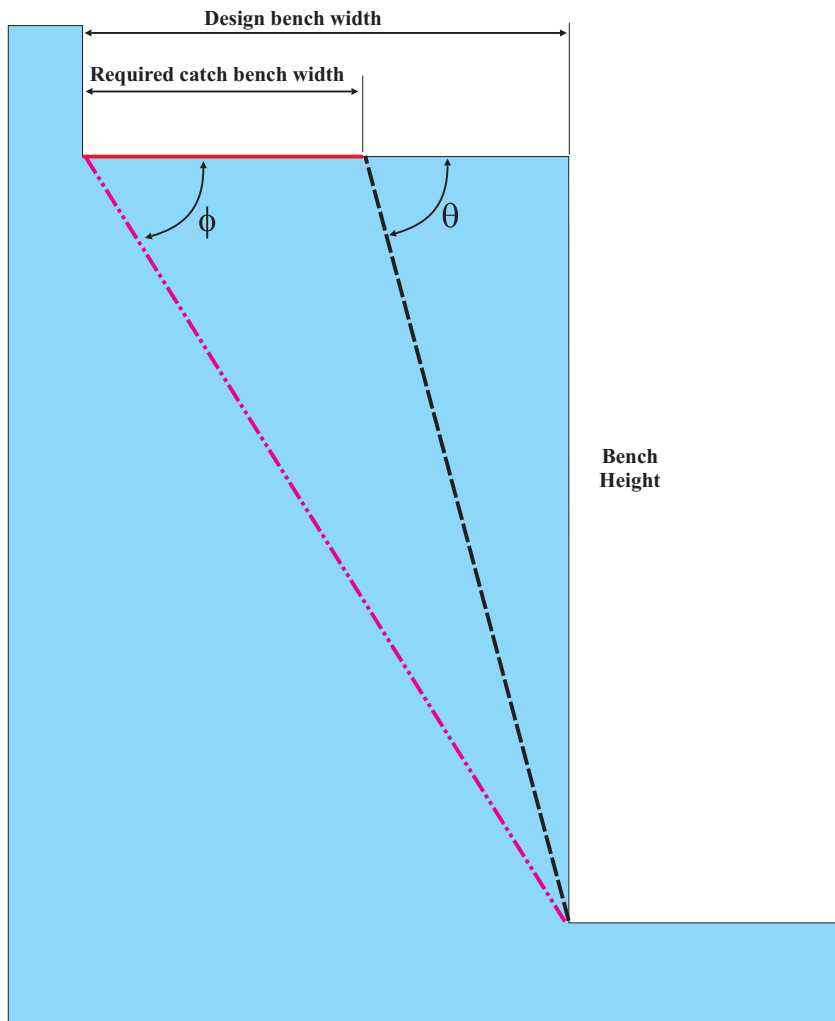 Design bench width
Required catch bench width
ϕ
θ
Bench
Height